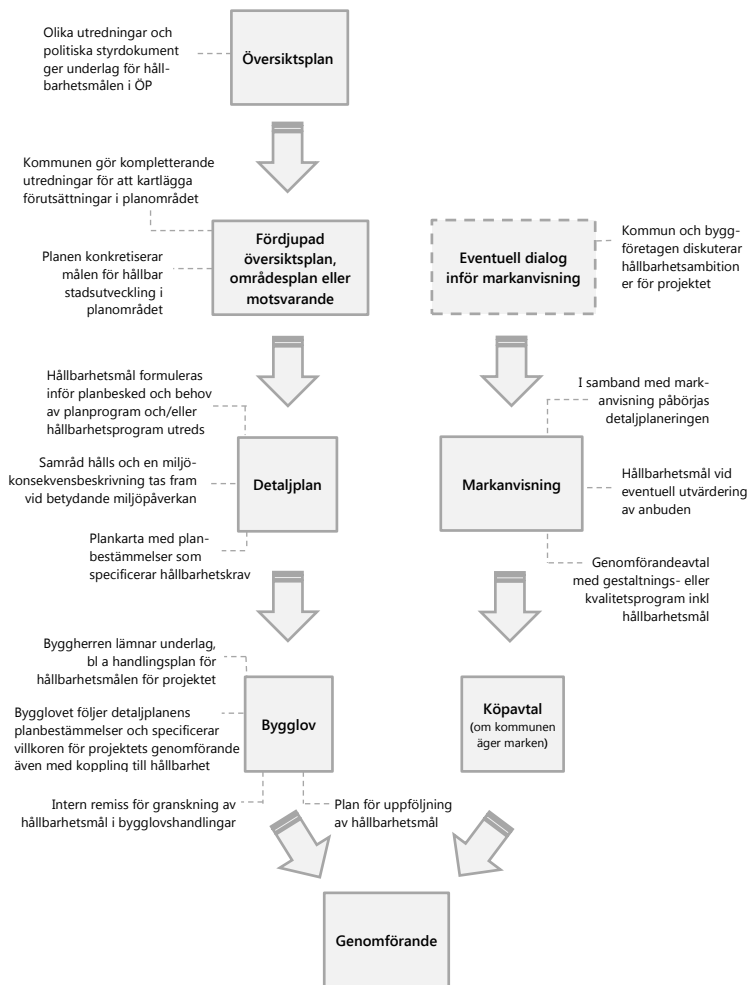 Olika utredningar och
politiska styrdokument
ger underlag för håll-
barhetsmålen i ÖP
Översiktsplan
Kommunen gör kompletterande
utredningar för att kartlägga
förutsättningar i planområdet
Planen konkretiserar
målen för hållbar
stadsutveckling i
planområdet
Fördjupad
översiktsplan,
områdesplan eller
motsvarande
Eventuell dialog
inför markanvisning
Kommun och bygg-
företagen diskuterar
hållbarhetsambition
er för projektet
Hållbarhetsmål formuleras
inför planbesked och behov
av planprogram och/eller
hållbarhetsprogram utreds
Samråd hålls och en miljö-
konsekvensbeskrivning tas fram
vid betydande miljöpåverkan
Plankarta med plan-
bestämmelser som
specificerar hållbarhetskrav
Detaljplan
Markanvisning
I samband med mark-
anvisning påbörjas
detaljplaneringen
Hållbarhetsmål vid
eventuell utvärdering
av anbuden
Genomförandeavtal
med gestaltnings- eller
kvalitetsprogram inkl
hållbarhetsmål
Byggherren lämnar underlag,
bl a handlingsplan för
hållbarhetsmålen för projektet
Bygglovet följer detaljplanens
planbestämmelser och specificerar
villkoren för projektets genomförande
även med koppling till hållbarhet
Bygglov
Köpavtal
(om kommunen
äger marken)
Intern remiss för granskning av
hållbarhetsmål i bygglovshandlingar
Plan för uppföljning
av hållbarhetsmål
Genomförande